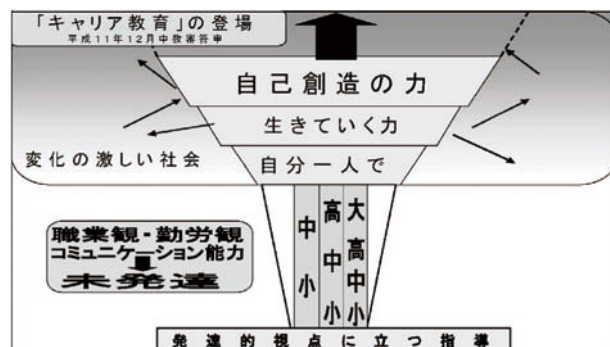 「キャリア教育」の登場
平成11年12月中教審答申
自己創造の力
生きていく力
自分一人で
変化の激しい社会
中小
高中小
大高中小
職業観・勤労観
コミュニケーション能力
未発達
発達的視点に立つ指導